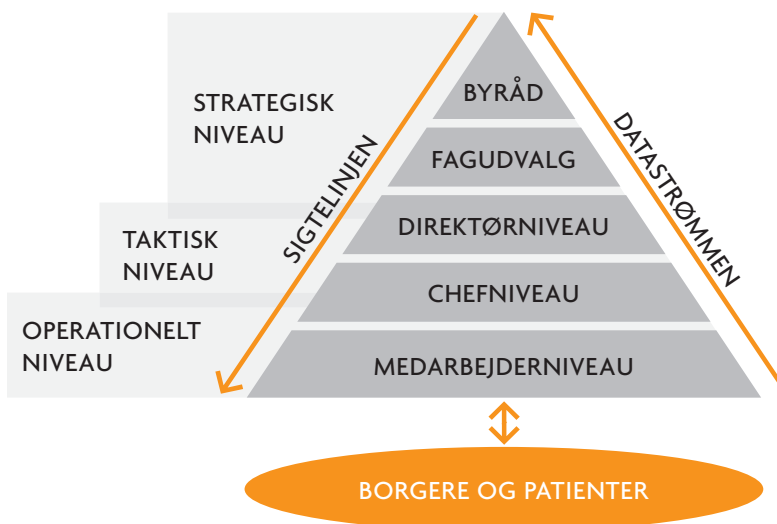 STRATEGISK
NIVEAU
TAKTISK
NIVEAU
OPERATIONELT
NIVEAU
SIGTELINJEN
BYRÅD
FAGUDVALG
DIREKTØRNIVEAU
CHEFNIVEAU
MEDARBEJDERNIVEAU
DATASTRØMMEN
BORGERE OG PATIENTER